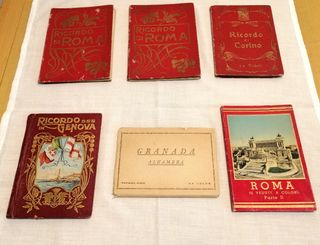 RICORDO
DI ROMA
RICORDO
DI ROMA
Ricordo
di
Torino
RICORDO
DI GENOVA
GRANADA
ALHAMBRA
ROMA
Parte II